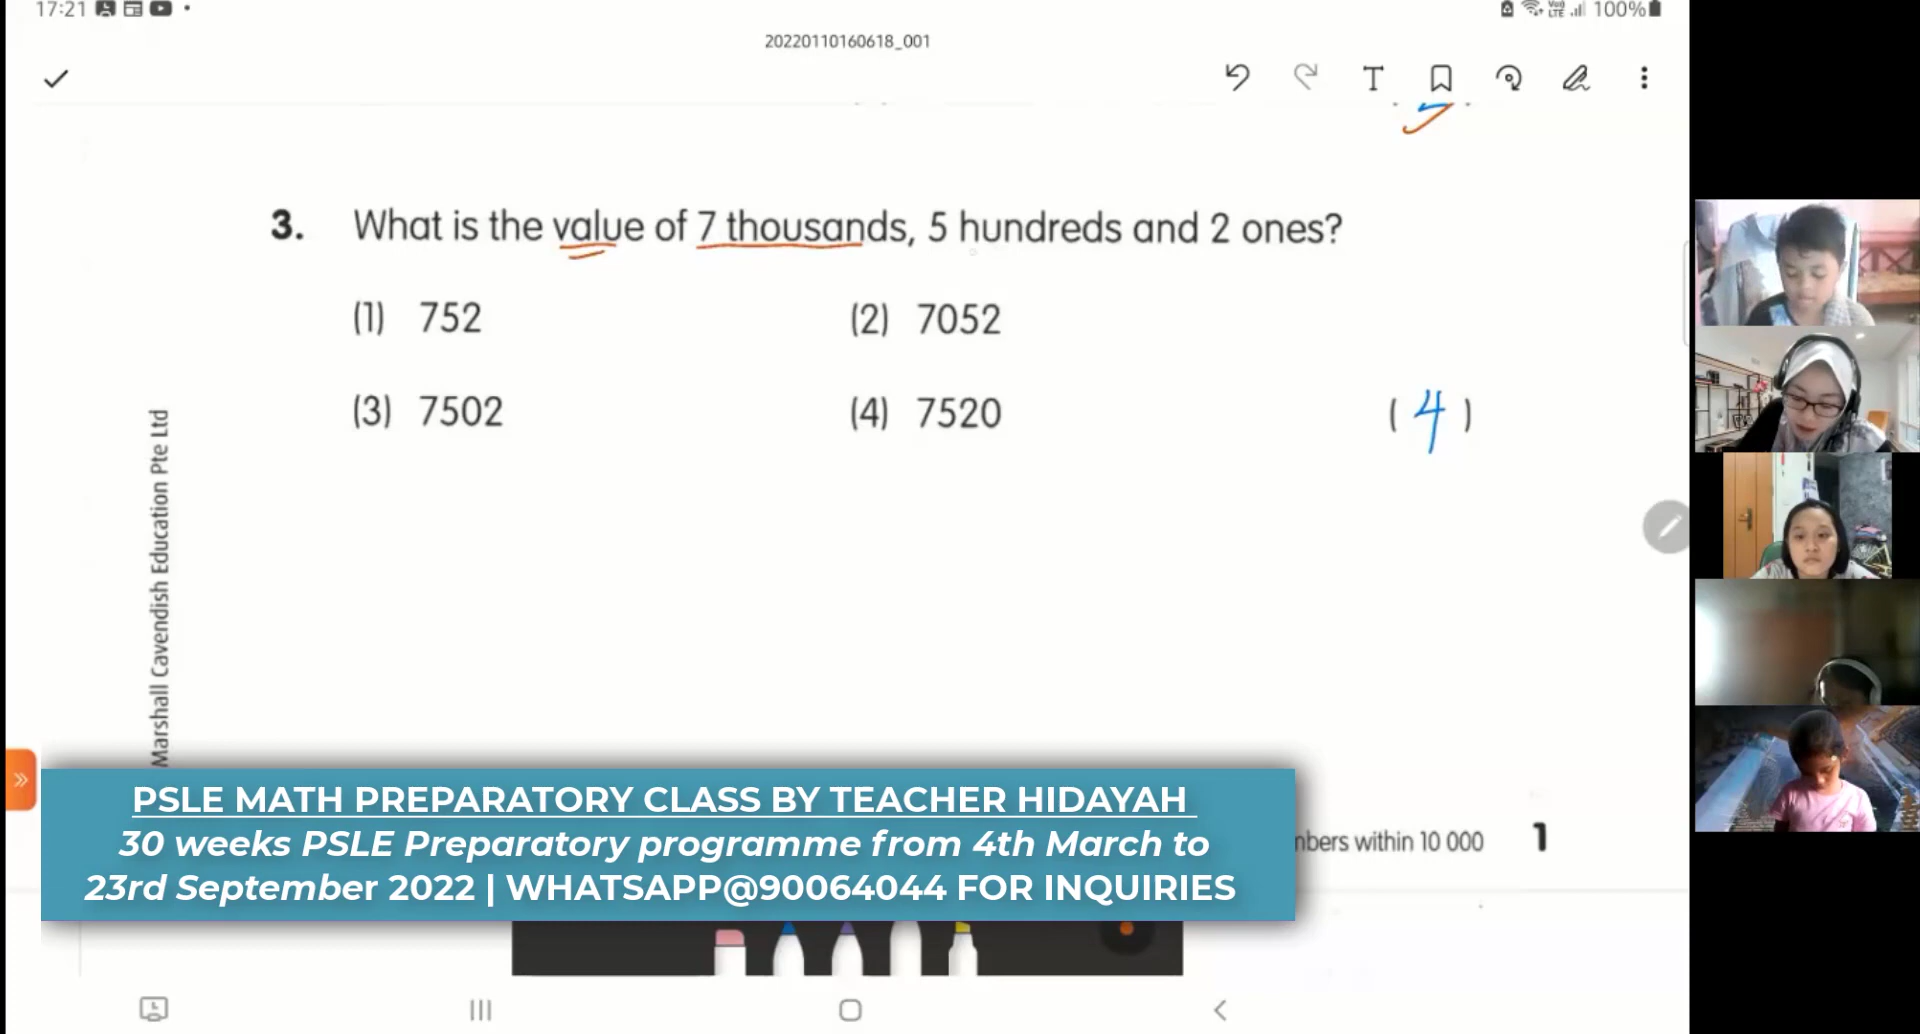 17:21
100%
20220110160618_001
T
3. What is the value of 7 thousands, 5 hundreds and 2 ones?
(1) 752
(2) 7052
(3) 7502
(4) 7520
( 4 )
Marshall Cavendish Education Pte Ltd
PSLE MATH PREPARATORY CLASS BY TEACHER HIDAYAH
30 weeks PSLE Preparatory programme from 4th March to
23rd September 2022 | WHATSAPP@90064044 FOR INQUIRIES
nbers within 10 000 1